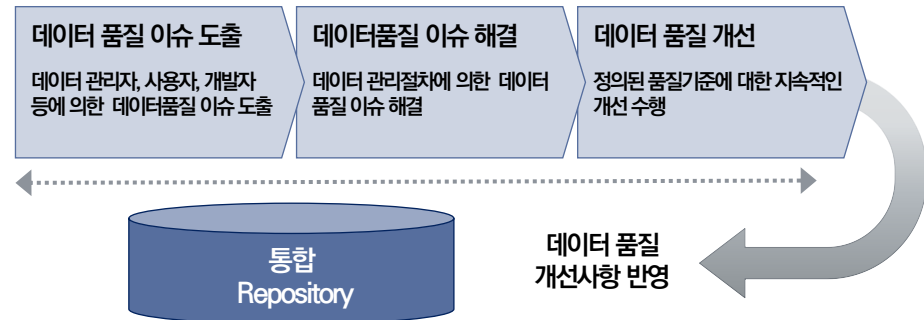 데이터 품질 이슈 도출
데이터 관리자, 사용자, 개발자
등에 의한 데이터품질 이슈 도출
데이터품질 이슈 해결
데이터 관리절차에 의한 데이터
품질 이슈 해결
데이터 품질 개선
정의된 품질기준에 대한 지속적인
개선 수행
통합
Repository
데이터 품질
개선사항 반영